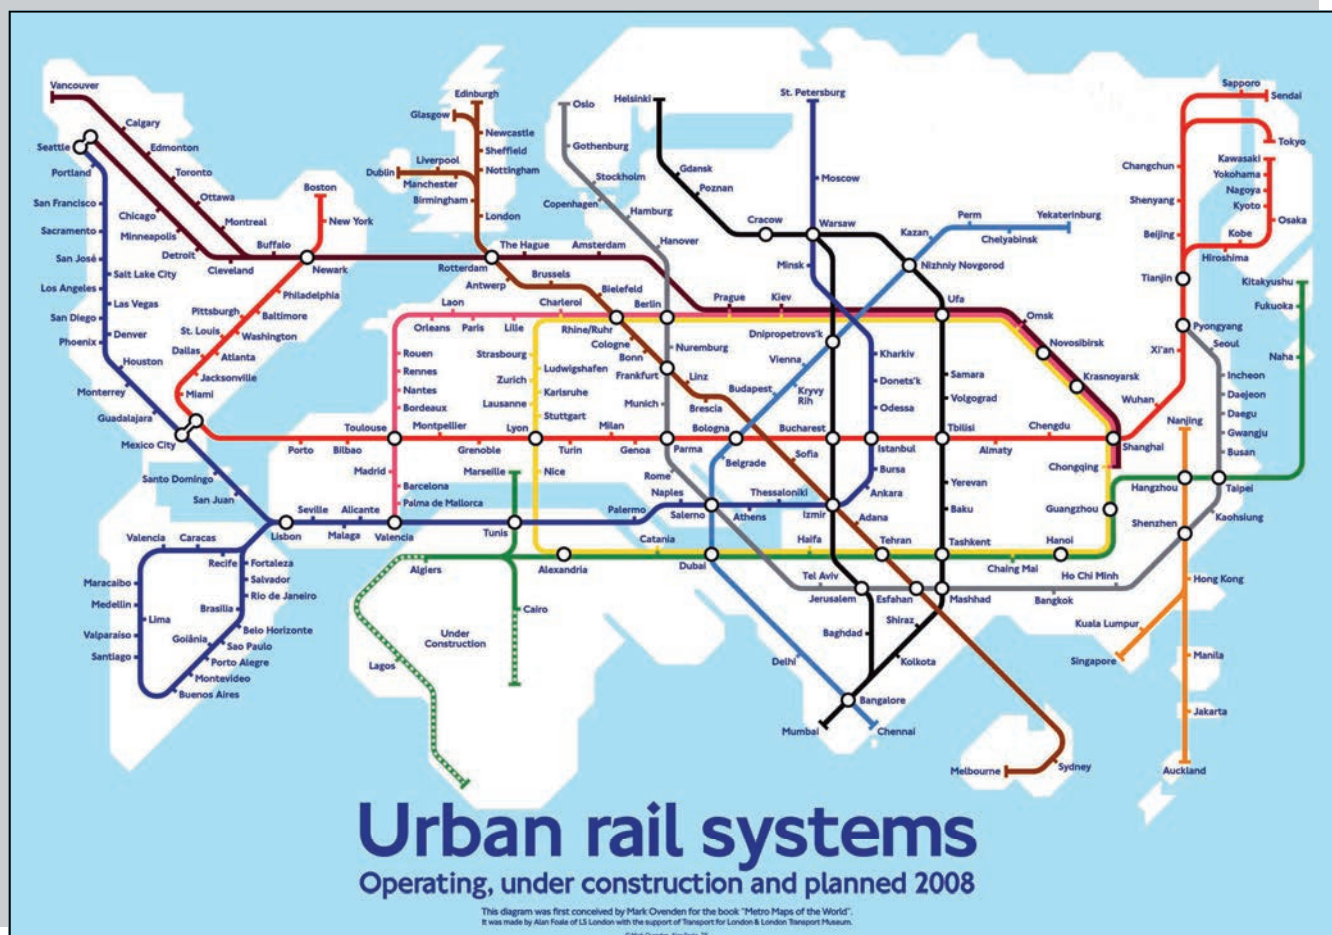 Vancouver
Calgary
Edmonton
Toronto
Ottawa
Montreal
Seattle
Portland
San Francisco
Sacramento
San José
Salt Lake City
Los Angeles
Las Vegas
San Diego
Denver
Phoenix
Houston
Monterrey
Guadalajara
Mexico City
Santo Domingo
San Juan
Chicago
Minneapolis
Detroit
Cleveland
Buffalo
Boston
New York
Newark
Philadelphia
Pittsburgh
Baltimore
St. Louis
Washington
Dallas
Atlanta
Jacksonville
Miami
Valencia
Caracas
Recife
Fortaleza
Maracaibo
Salvador
Medellin
Rio de Janeiro
Brasilia
Lima
Belo Horizonte
Valparaiso
Goiânia
Sao Paulo
Santiago
Porto Alegre
Montevideo
Buenos Aires
Edinburgh
Glasgow
Newcastle
Sheffield
Liverpool
Dublin
Nottingham
Manchester
Birmingham
London
The Hague
Amsterdam
Rotterdam
Antwerp
Brussels
Bielefeld
Laon
Charleroi
Berlin
Orleans
Paris
Lille
Rhine/Ruhr
Cologne
Bonn
Nuremburg
Frankfurt
Rouen
Rennes
Nantes
Bordeaux
Toulouse
Strasbourg
Ludwigshafen
Zurich
Karlsruhe
Lausanne
Stuttgart
Munich
Linz
Brescia
Porto
Bilbao
Montpellier
Grenoble
Lyon
Turin
Milan
Genoa
Parma
Bologna
Bucharest
Istanbul
Tbilisi
Almaty
Chengdu
Shanghai
Chongqing
Madrid
Barcelona
Palma de Mallorca
Marseille
Nice
Rome
Naples
Belgrade
Sofia
Lisbon
Seville
Malaga
Alicante
Valencia
Tunis
Palermo
Salerno
Athens
Thessaloniki
Izmir
Bursa
Ankara
Adana
Algiers
Alexandria
Catania
Dubai
Haifa
Tehran
Tashkent
Chaing Mai
Hanoi
Guangzhou
Cairo
Under
Construction
Lagos
Oslo
Gothenburg
Stockholm
Copenhagen
Hamburg
Hanover
Helsinki
Gdansk
Poznan
Cracow
Warsaw
St. Petersburg
Moscow
Minsk
Kazan
Perm
Yekaterinburg
Chelyabinsk
Nizhniy Novgorod
Prague
Kiev
Ufa
Omsk
Novosibirsk
Krasnoyarsk
Dnipropetrovs'k
Vienna
Budapest
Kryvy
Rih
Kharkiv
Donets'k
Odessa
Samara
Volgograd
Yerevan
Baku
Tel Aviv
Jerusalem
Esfahan
Mashhad
Bangkok
Ho Chi Minh
Baghdad
Shiraz
Kolkota
Delhi
Bangalore
Mumbai
Chennai
Sapporo
Sendai
Tokyo
Changchun
Kawasaki
Yokohama
Nagoya
Shenyang
Kyoto
Osaka
Beijing
Kobe
Hiroshima
Tianjin
Kitakyushu
Fukuoka
Pyongyang
Seoul
Naha
Xi'an
Incheon
Daejeon
Wuhan
Daegu
Nanjing
Gwangju
Busan
Hangzhou
Taipei
Shenzhen
Kaohsiung
Hong Kong
Kuala Lumpur
Singapore
Manila
Jakarta
Auckland
Melbourne
Sydney
Urban rail systems
Operating, under construction and planned 2008
This diagram was first conceived by Mark Ovenden for the book "Metro Maps of the World".
It was made by Alan Foale of LS London with the support of Transport for London & London Transport Museum.